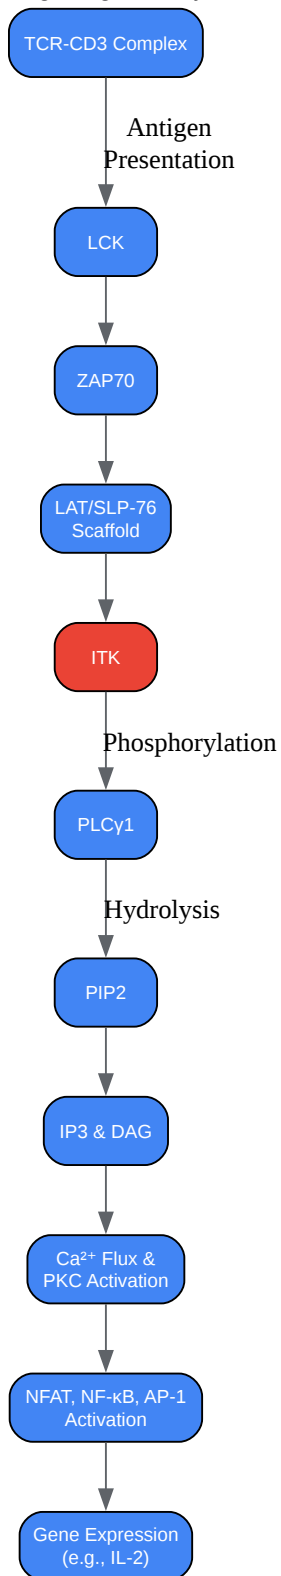 TCR-CD3 Complex
Antigen
Presentation
LCK
ZAP70
LAT/SLP-76
Scaffold
ITK
Phosphorylation
PLCγ1
Hydrolysis
PIP2
IP3 & DAG
Ca²⁺ Flux &
PKC Activation
NFAT, NF-κB, AP-1
Activation
Gene Expression
(e.g., IL-2)